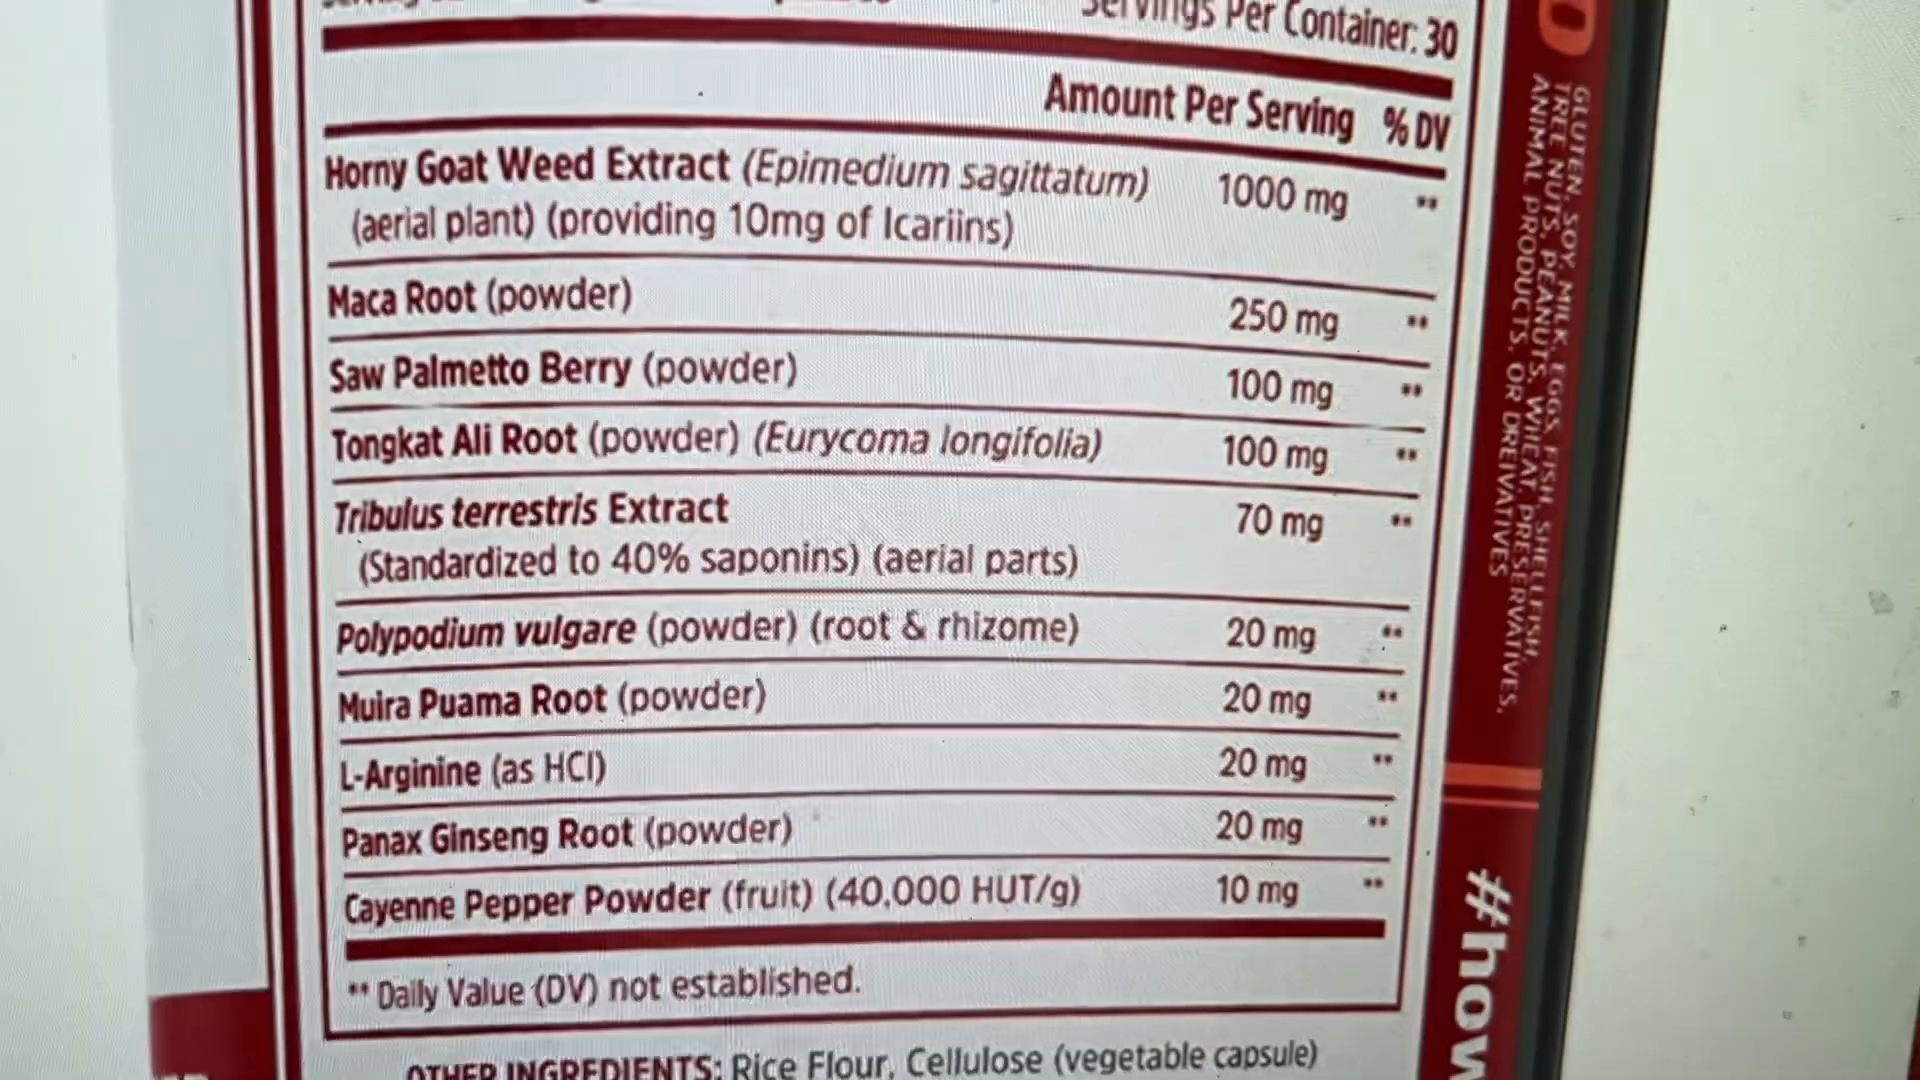 Servings Per Container: 30
Amount Per Serving % DV
Horny Goat Weed Extract (Epimedium sagittatum) 1000 mg **
(aerial plant) (providing 10mg of Icariins)
Maca Root (powder) 250 mg **
Saw Palmetto Berry (powder) 100 mg **
Tongkat Ali Root (powder) (Eurycoma longifolia) 100 mg **
Tribulus terrestris Extract 70 mg **
(Standardized to 40% saponins) (aerial parts)
Polypodium vulgare (powder) (root & rhizome) 20 mg **
Muira Puama Root (powder) 20 mg **
L-Arginine (as HCl) 20 mg **
Panax Ginseng Root (powder) 20 mg **
Cayenne Pepper Powder (fruit) (40,000 HUT/g) 10 mg **
** Daily Value (DV) not established.
OTHER INGREDIENTS: Rice Flour, Cellulose (vegetable capsule)
GLUTEN, SOY, MILK, EGGS, FISH, SHELLFISH,
TREE NUTS, PEANUTS, WHEAT, PRESERVATIVES,
ANIMAL PRODUCTS, OR DREIVATIVES
#how